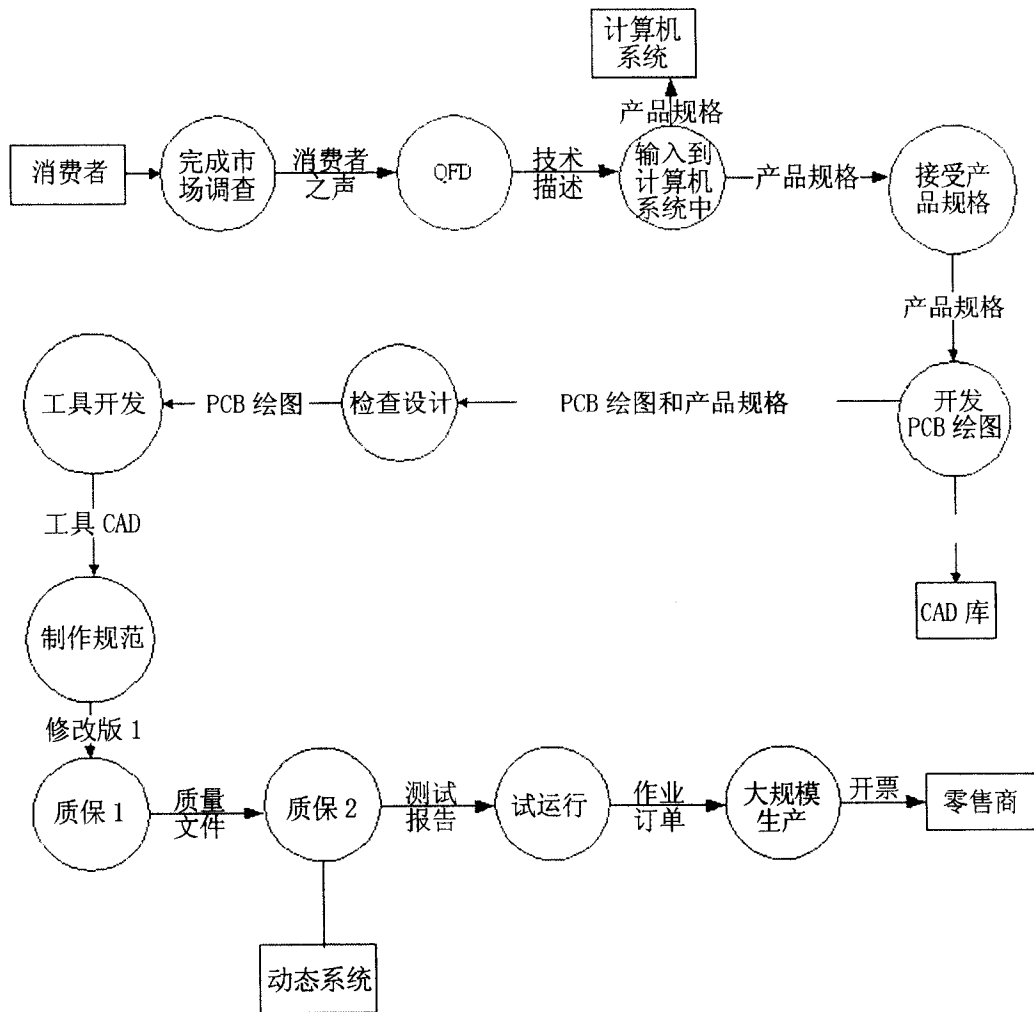 计算机
系统
产品规格
消费者
完成市
场调查
消费者
之声
QFD
技术
描述
输入到
计算机
系统中
产品规格
接受产
品规格
产品规格
工具开发
PCB 绘图
检查设计
PCB 绘图和产品规格
开发
PCB 绘图
工具 CAD
CAD 库
制作规范
修改版 1
质保 1
质量
文件
质保 2
测试
报告
试运行
作业
订单
大规模
生产
开票
零售商
动态系统